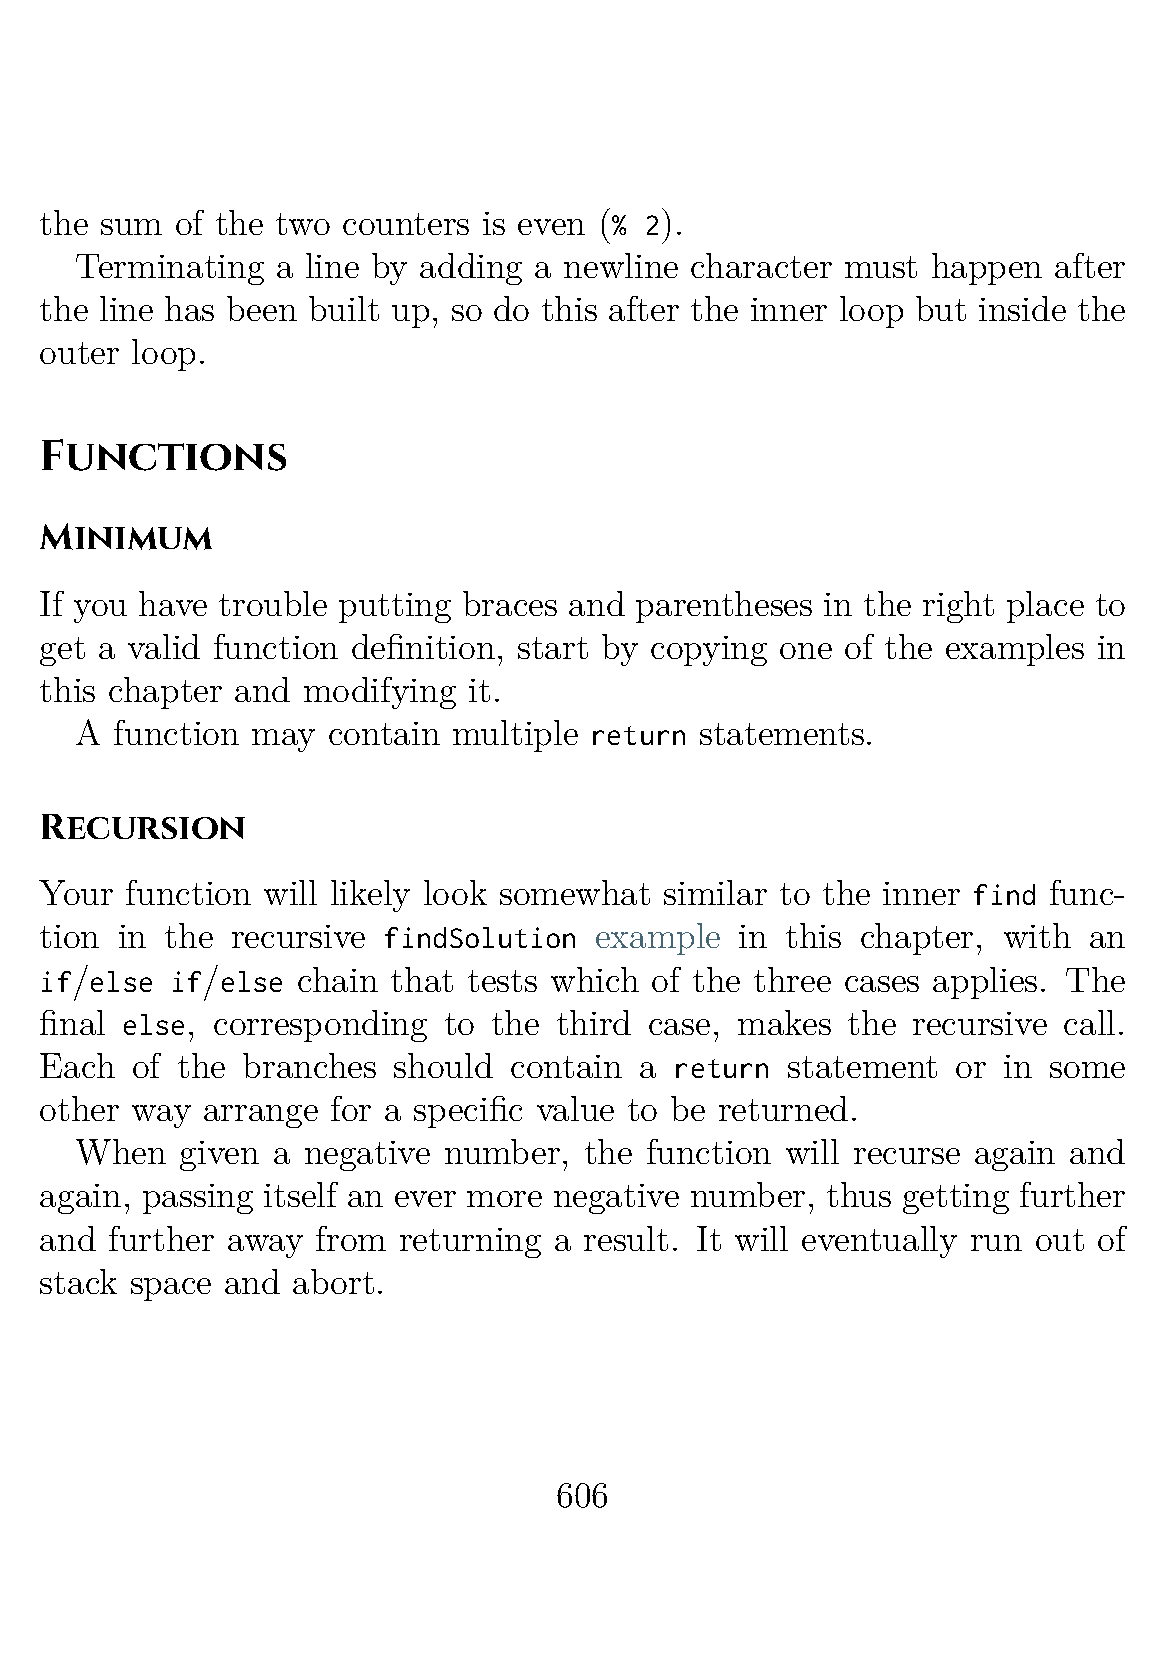 the sum of the two counters is even (% 2).
Terminating a line by adding a newline character must happen after
the line has been built up, so do this after the inner loop but inside the
outer loop.
Functions
Minimum
If you have trouble putting braces and parentheses in the right place to
get a valid function definition, start by copying one of the examples in
this chapter and modifying it.
A function may contain multiple return statements.
Recursion
Your function will likely look somewhat similar to the inner find func-
tion in the recursive findSolution example in this chapter, with an
if/else if/else chain that tests which of the three cases applies. The
final else, corresponding to the third case, makes the recursive call.
Each of the branches should contain a return statement or in some
other way arrange for a specific value to be returned.
When given a negative number, the function will recurse again and
again, passing itself an ever more negative number, thus getting further
and further away from returning a result. It will eventually run out of
stack space and abort.
606